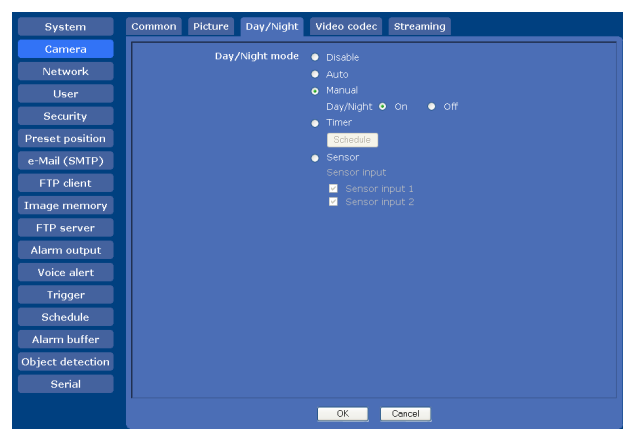 System
Camera
Network
User
Security
Preset position
e-Mail (SMTP)
FTP client
Image memory
FTP server
Alarm output
Voice alert
Trigger
Schedule
Alarm buffer
Object detection
Serial
Common Picture Day/Night Video codec Streaming
Day/Night mode Disable
Auto
Manual
Day/Night On Off
Timer
Schedule
Sensor
Sensor input
Sensor input 1
Sensor input 2
OK Cancel